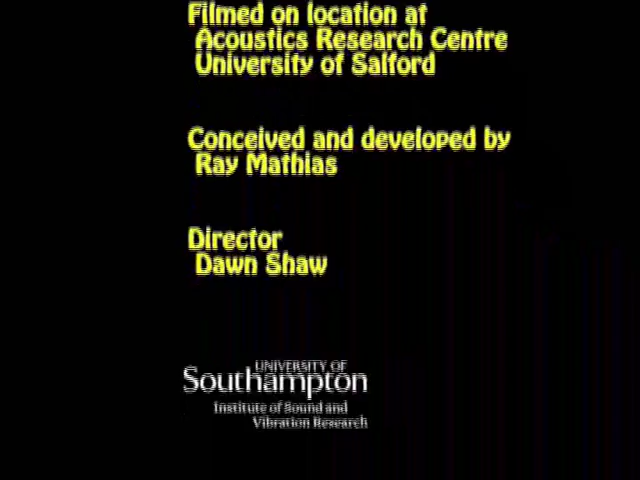 Filmed on location at
Acoustics Research Centre
University of Salford
Conceived and developed by
Ray Mathias
Director
Dawn Shaw
UNIVERSITY OF
Southampton
Institute of Sound and
Vibration Research